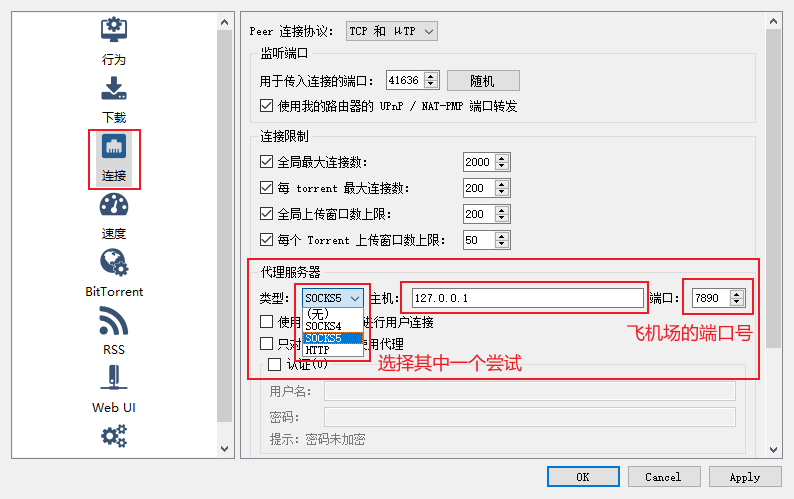 行为
下载
连接
速度
BitTorrent
RSS
Web UI
Peer 连接协议: TCP 和 μTP
监听端口
用于传入连接的端口: 41636 随机
使用我的路由器的 UPnP / NAT-PMP 端口转发
连接限制
全局最大连接数: 2000
每 torrent 最大连接数: 200
全局上传窗口数上限: 200
每个 Torrent 上传窗口数上限: 50
代理服务器
类型: SOCKS5 主机: 127.0.0.1 端口: 7890
(无)
使用 进行用户连接
SOCKS4
SOCKS5
只对 使用代理
HTTP
飞机场的端口号
选择其中一个尝试
认证(U)
用户名:
密码:
提示: 密码未加密
OK Cancel Apply